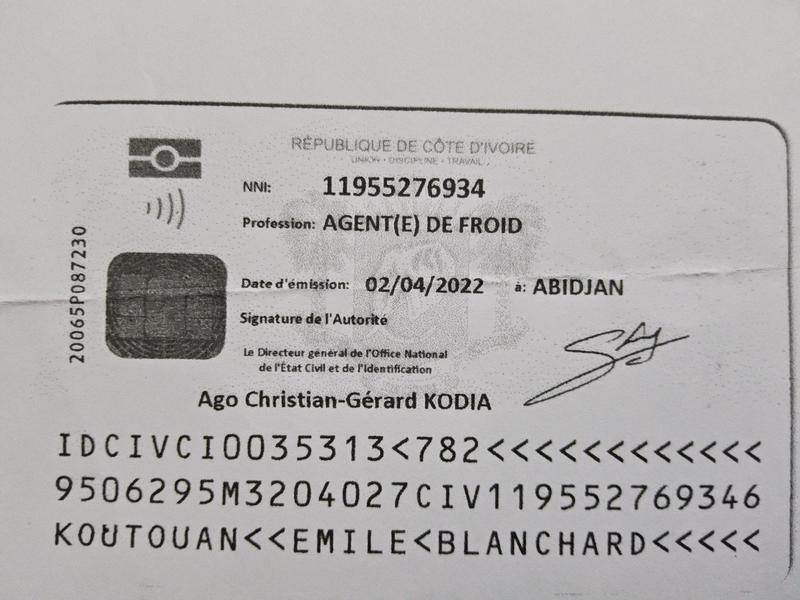 RÉPUBLIQUE DE CÔTE D'IVOIRE
UNION - DISCIPLINE - TRAVAIL
NNI: 11955276934
Profession: AGENT(E) DE FROID
Date d'émission: 02/04/2022 à: ABIDJAN
Signature de l'Autorité
Le Directeur général de l'Office National
de l'État Civil et de l'Identification
Ago Christian-Gérard KODIA
20065P087230
IDCIVCI0035313<782<<<<<<<<<<<<
9506295M3204027CIV119552769346
KOUTOUAN<<EMILE<BLANCHARD<<<<<